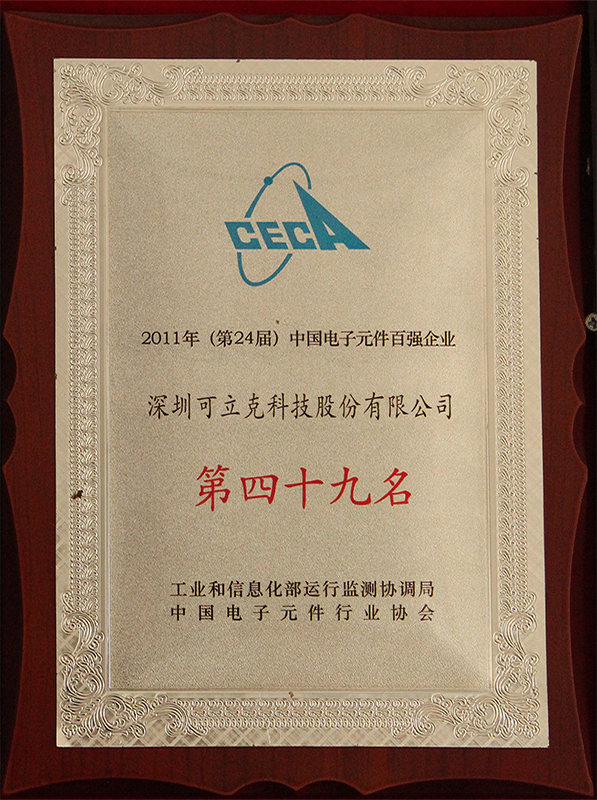 CECA
2011年（第24届）中国电子元件百强企业
深圳可立克科技股份有限公司
第四十九名
工业和信息化部运行监测协调局
中国电子元件行业协会